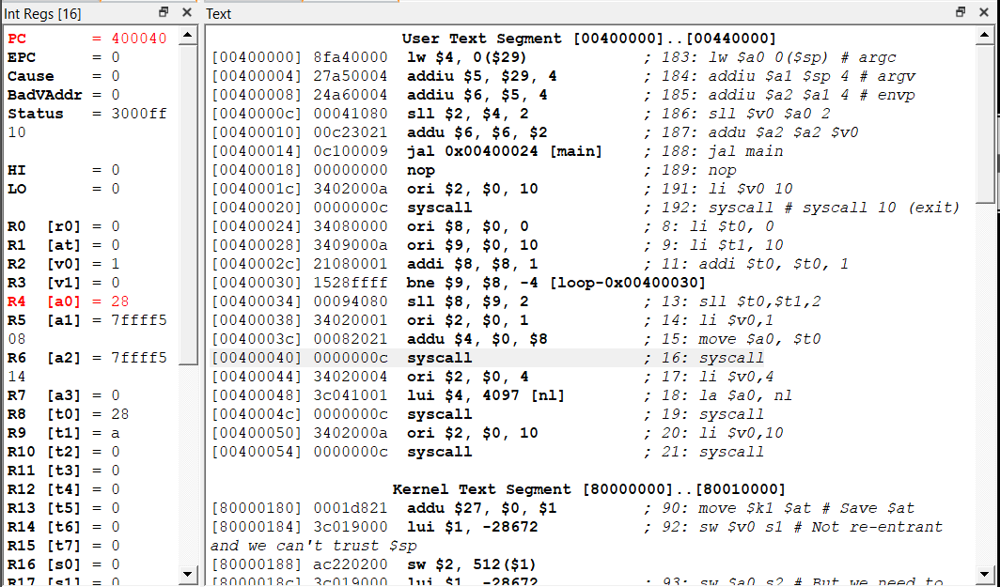 Int Regs [16]
PC = 400040
EPC = 0
Cause = 0
BadVAddr = 0
Status = 3000ff
10
HI = 0
LO = 0
R0 [r0] = 0
R1 [at] = 0
R2 [v0] = 1
R3 [v1] = 0
R4 [a0] = 28
R5 [a1] = 7ffff5
08
R6 [a2] = 7ffff5
14
R7 [a3] = 0
R8 [t0] = 28
R9 [t1] = a
R10 [t2] = 0
R11 [t3] = 0
R12 [t4] = 0
R13 [t5] = 0
R14 [t6] = 0
R15 [t7] = 0
R16 [s0] = 0
R17 [s1] = 0
Text
User Text Segment [00400000]..[00440000]
[00400000] 8fa40000 lw $4, 0($29) ; 183: lw $a0 0($sp) # argc
[00400004] 27a50004 addiu $5, $29, 4 ; 184: addiu $a1 $sp 4 # argv
[00400008] 24a60004 addiu $6, $5, 4 ; 185: addiu $a2 $a1 4 # envp
[0040000c] 00041080 sll $2, $4, 2 ; 186: sll $v0 $a0 2
[00400010] 00c23021 addu $6, $6, $2 ; 187: addu $a2 $a2 $v0
[00400014] 0c100009 jal 0x00400024 [main] ; 188: jal main
[00400018] 00000000 nop ; 189: nop
[0040001c] 3402000a ori $2, $0, 10 ; 191: li $v0 10
[00400020] 0000000c syscall ; 192: syscall # syscall 10 (exit)
[00400024] 34080000 ori $8, $0, 0 ; 8: li $t0, 0
[00400028] 3409000a ori $9, $0, 10 ; 9: li $t1, 10
[0040002c] 21080001 addi $8, $8, 1 ; 11: addi $t0, $t0, 1
[00400030] 1528ffff bne $9, $8, -4 [loop-0x00400030]
[00400034] 00094080 sll $8, $9, 2 ; 13: sll $t0,$t1,2
[00400038] 34020001 ori $2, $0, 1 ; 14: li $v0,1
[0040003c] 00082021 addu $4, $0, $8 ; 15: move $a0, $t0
[00400040] 0000000c syscall ; 16: syscall
[00400044] 34020004 ori $2, $0, 4 ; 17: li $v0,4
[00400048] 3c041001 lui $4, 4097 [nl] ; 18: la $a0, nl
[0040004c] 0000000c syscall ; 19: syscall
[00400050] 3402000a ori $2, $0, 10 ; 20: li $v0,10
[00400054] 0000000c syscall ; 21: syscall
Kernel Text Segment [80000000]..[80010000]
[80000180] 0001d821 addu $27, $0, $1 ; 90: move $k1 $at # Save $at
[80000184] 3c019000 lui $1, -28672 ; 92: sw $v0 s1 # Not re-entrant
and we can't trust $sp
[80000188] ac220200 sw $2, 512($1)
[8000018c] 3c019000 lui $1, -28672 ; 93: sw $a0 s2 # But we need to